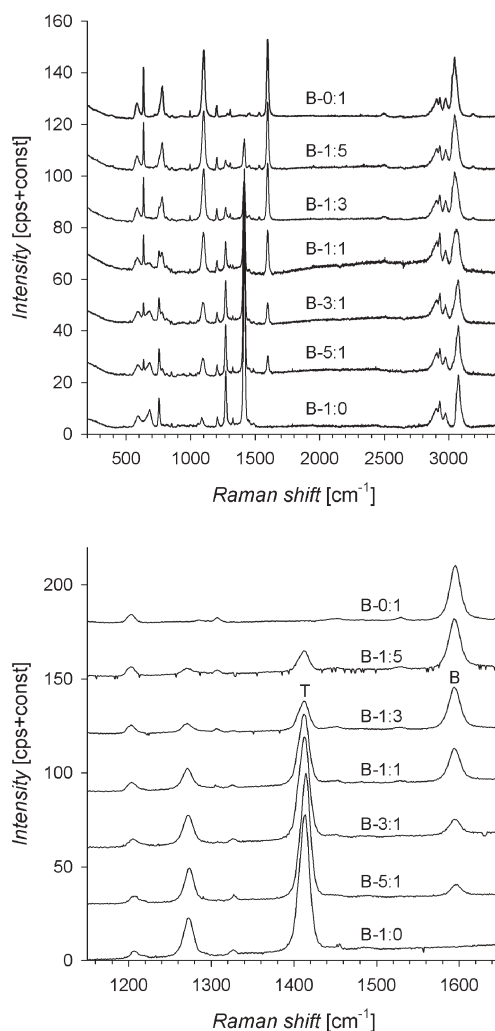 160
140
120
100
80
60
40
20
0
Intensity [cps+const]
B-0:1
B-1:5
B-1:3
B-1:1
B-3:1
B-5:1
B-1:0
500 1000 1500 2000 2500 3000
Raman shift [cm-1]
200
150
100
50
0
Intensity [cps+const]
B-0:1
B-1:5
T B
B-1:3
B-1:1
B-3:1
B-5:1
B-1:0
1200 1300 1400 1500 1600
Raman shift [cm-1]